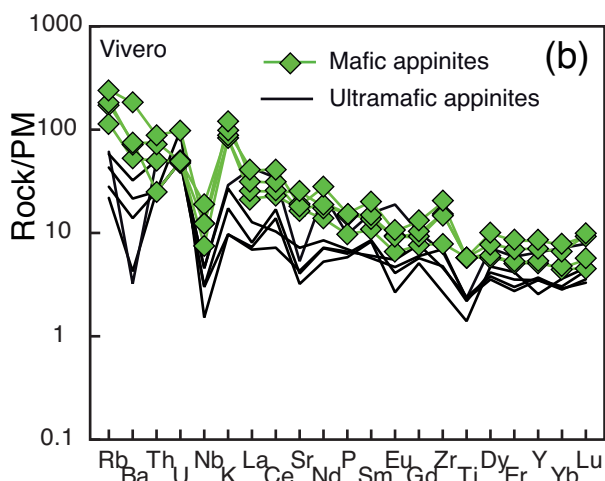 1000
Vivero
(b)
Mafic appinites
Ultramafic appinites
100
Rock/PM
10
1
0.1
Rb Th Nb La Sr P Eu Zr Dy Y Lu
Ba U K Ce Nd Sm Gd Ti Er Yb